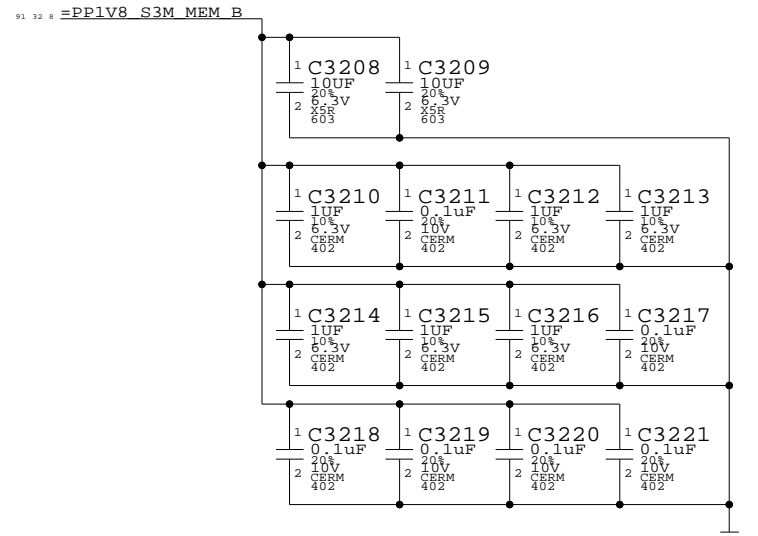 91 32 8 =PP1V8_S3M_MEM_B
1 C3208 1 C3209
10UF 10UF
20% 20%
2 6.3V 2 6.3V
X5R X5R
603 603
1 C3210 1 C3211 1 C3212 1 C3213
1UF 0.1uF 1UF 1UF
10% 20% 10% 10%
2 6.3V 2 10V 2 6.3V 2 6.3V
CERM CERM CERM CERM
402 402 402 402
1 C3214 1 C3215 1 C3216 1 C3217
1UF 1UF 1UF 0.1uF
10% 10% 10% 20%
2 6.3V 2 6.3V 2 6.3V 2 10V
CERM CERM CERM CERM
402 402 402 402
1 C3218 1 C3219 1 C3220 1 C3221
0.1uF 0.1uF 0.1uF 0.1uF
20% 20% 20% 20%
2 10V 2 10V 2 10V 2 10V
CERM CERM CERM CERM
402 402 402 402